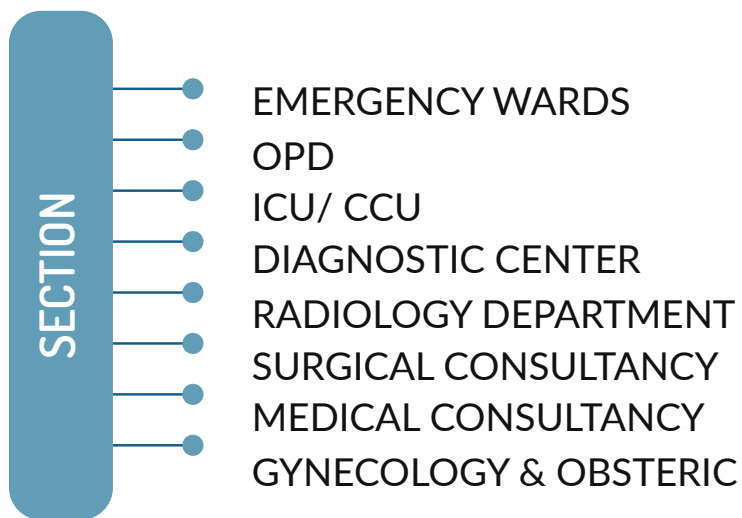 SECTION
EMERGENCY WARDS
OPD
ICU/ CCU
DIAGNOSTIC CENTER
RADIOLOGY DEPARTMENT
SURGICAL CONSULTANCY
MEDICAL CONSULTANCY
GYNECOLOGY & OBSTERIC